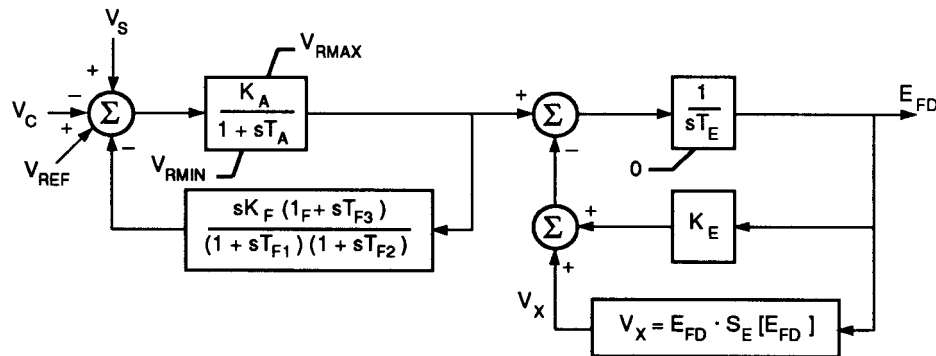 V_S
+
V_C
−
+
V_REF
−
Σ
K_A
1 + sT_A
V_RMAX
V_RMIN
sK_F (1_F + sT_F3)
(1 + sT_F1) (1 + sT_F2)
+
Σ
−
1
sT_E
0
E_FD
Σ
+
+
K_E
V_X
V_X = E_FD · S_E [E_FD]